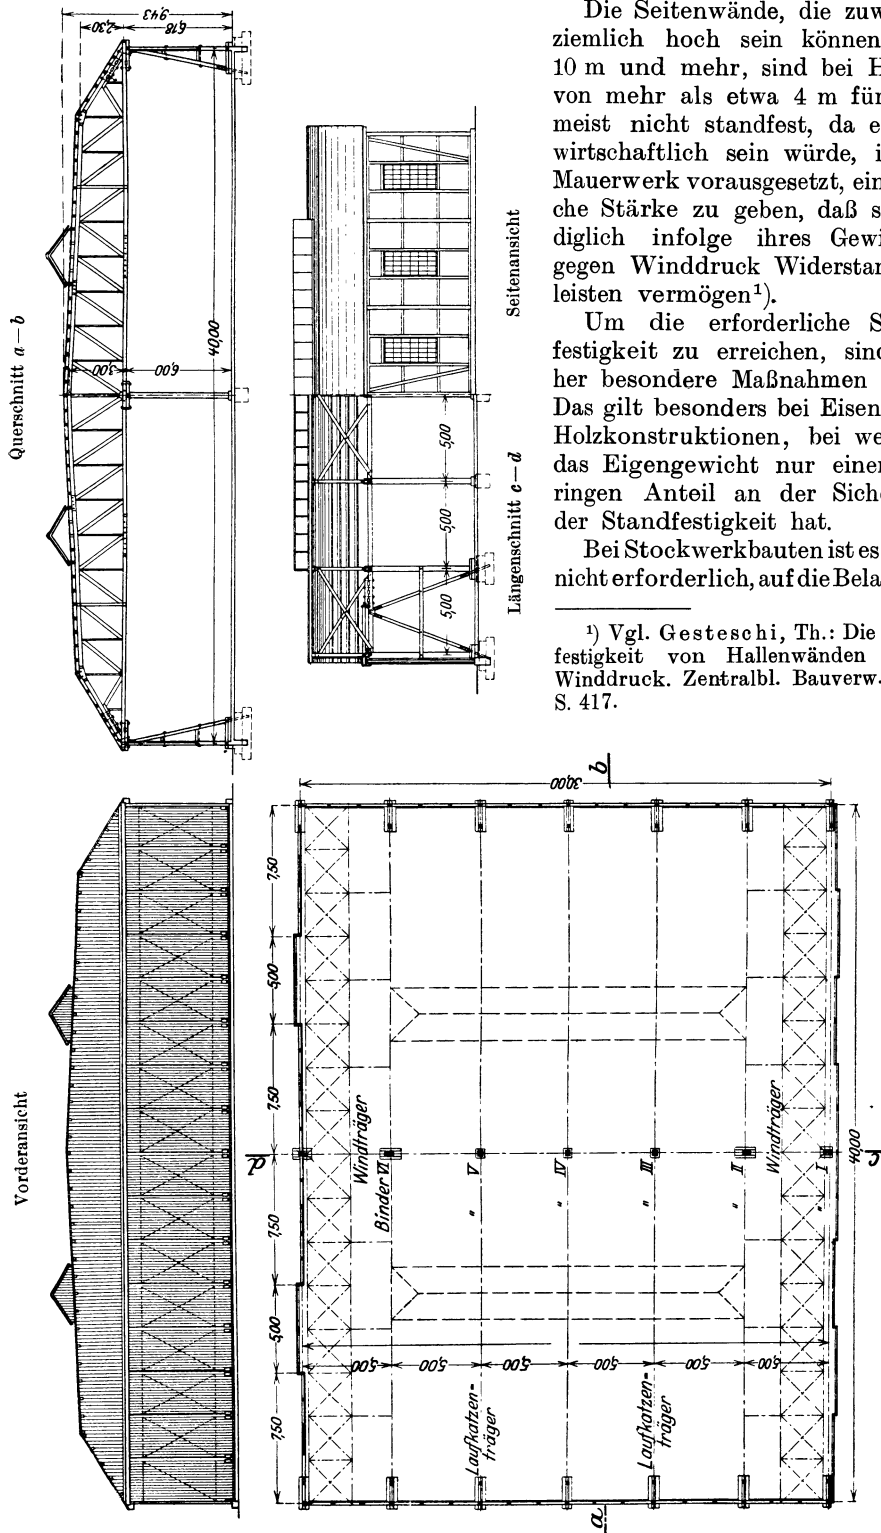 Die Seitenwände, die zuw
ziemlich hoch sein können
10 m und mehr, sind bei H
von mehr als etwa 4 m für
meist nicht standfest, da e
wirtschaftlich sein würde, i
Mauerwerk vorausgesetzt, ein
che Stärke zu geben, daß s
diglich infolge ihres Gewi
gegen Winddruck Widerstan
leisten vermögen¹).
Um die erforderliche S
festigkeit zu erreichen, sind
her besondere Maßnahmen
Das gilt besonders bei Eisen
Holzkonstruktionen, bei we
das Eigengewicht nur einen
ringen Anteil an der Siche
der Standfestigkeit hat.
Bei Stockwerkbauten ist es
nicht erforderlich, auf die Bela
¹) Vgl. Gesteschi, Th.: Die
festigkeit von Hallenwänden
Winddruck. Zentralbl. Bauverw.
S. 417.
Querschnitt a—b
9,43
2,30
6,18
3,00
6,00
40,00
Seitenansicht
Längenschnitt c—d
5,00
5,00
5,00
Vorderansicht
7,50
5,00
7,50
7,50
5,00
7,50
30,00
b
d
Windträger
Binder VI
" V
" IV
" III
" II
" I
Windträger
40,00
c
5,00
5,00
5,00
5,00
5,00
5,00
Laufkatzen-
träger
Laufkatzen-
träger
a